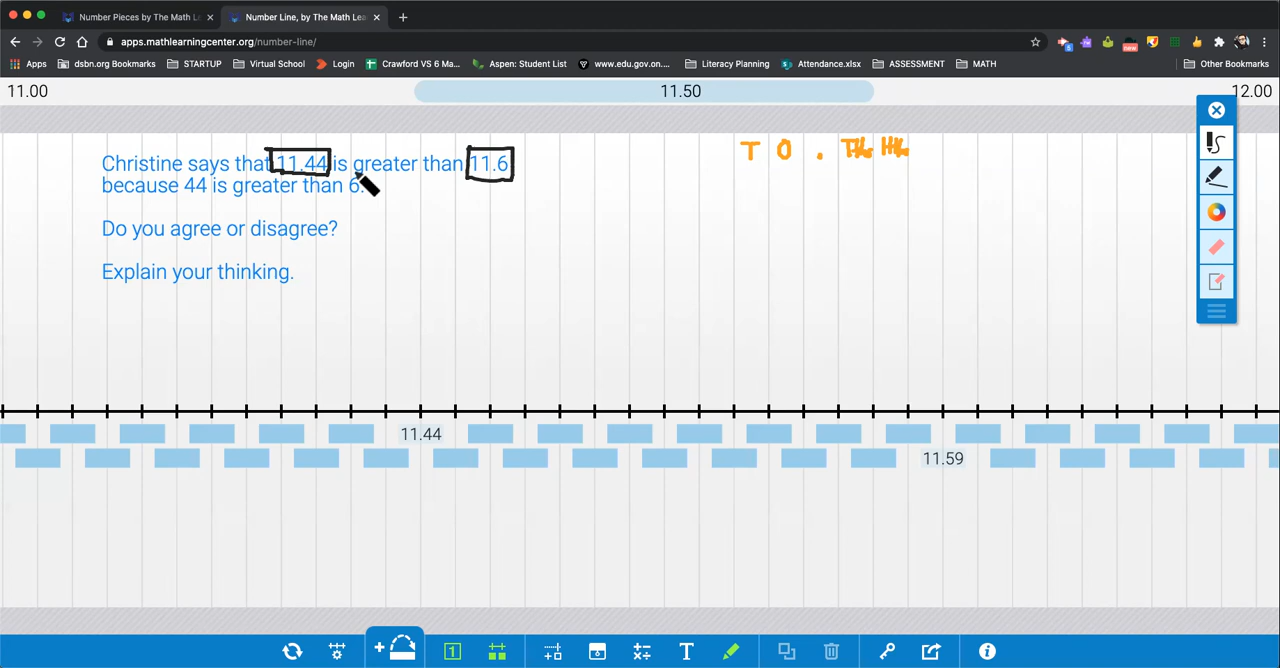 Number Pieces by The Math Le
Number Line, by The Math Lea
apps.mathlearningcenter.org/number-line/
Apps
dsbn.org Bookmarks
STARTUP
Virtual School
Login
Crawford VS 6 Ma...
Aspen: Student List
www.edu.gov.on....
Literacy Planning
Attendance.xlsx
ASSESSMENT
MATH
Other Bookmarks
11.00
11.50
12.00
Christine says that 11.44 is greater than 11.6
because 44 is greater than 6.
Do you agree or disagree?
Explain your thinking.
T O . Ths Hths
11.44
11.59